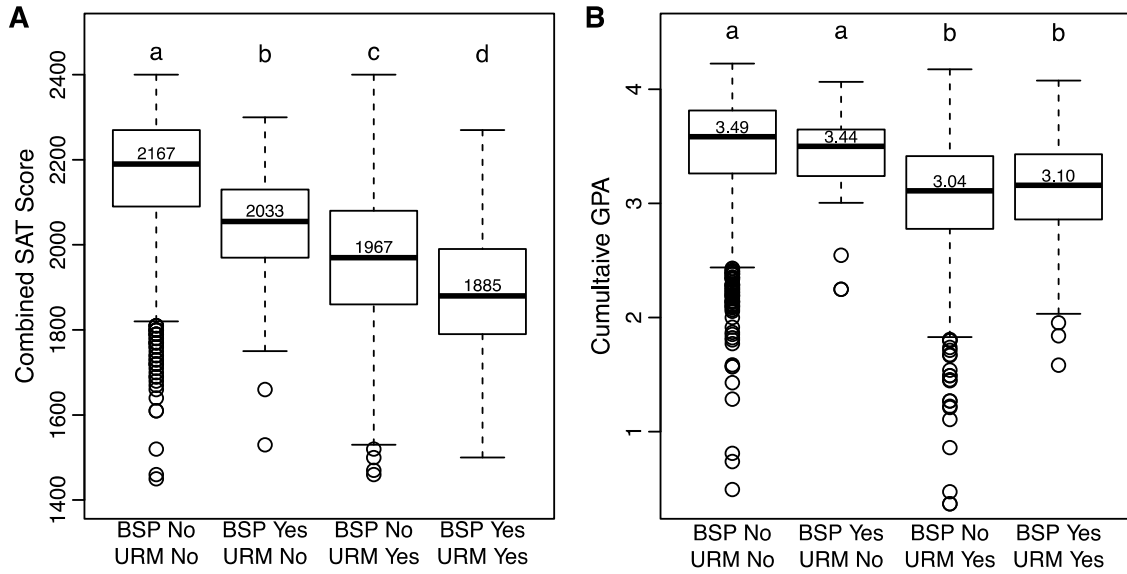 A
a b c d
Combined SAT Score
2400
2200
2000
1800
1600
1400
2167
2033
1967
1885
BSP No BSP Yes BSP No BSP Yes
URM No URM No URM Yes URM Yes
B
a a b b
Cumultaive GPA
4
3
2
1
3.49
3.44
3.04
3.10
BSP No BSP Yes BSP No BSP Yes
URM No URM No URM Yes URM Yes